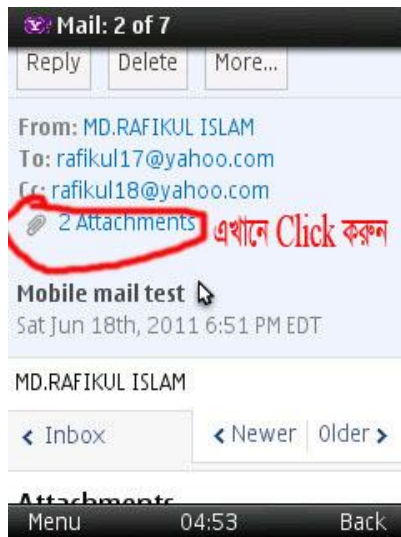 Mail: 2 of 7
Reply Delete More...
From: MD.RAFIKUL ISLAM
To: rafikul17@yahoo.com
Cc: rafikul18@yahoo.com
2 Attachments এখানে Click করুন
Mobile mail test
Sat Jun 18th, 2011 6:51 PM EDT
MD.RAFIKUL ISLAM
< Inbox < Newer Older >
Attachments
Menu 04:53 Back